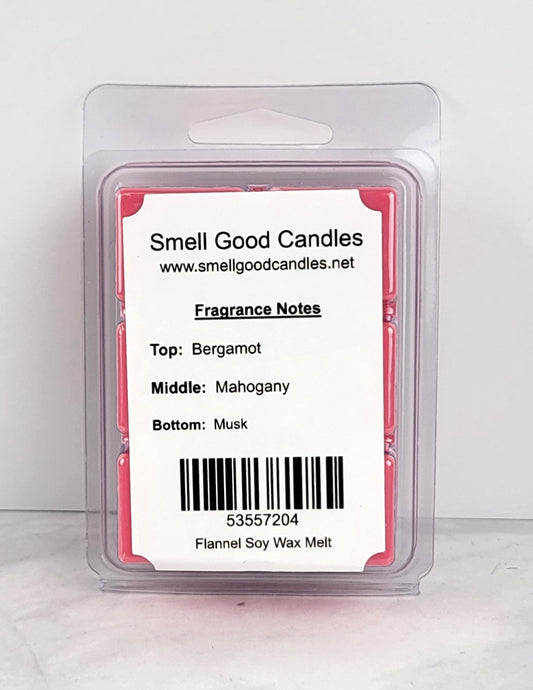 Smell Good Candles
www.smellgoodcandles.net
Fragrance Notes
Top: Bergamot
Middle: Mahogany
Bottom: Musk
53557204
Flannel Soy Wax Melt